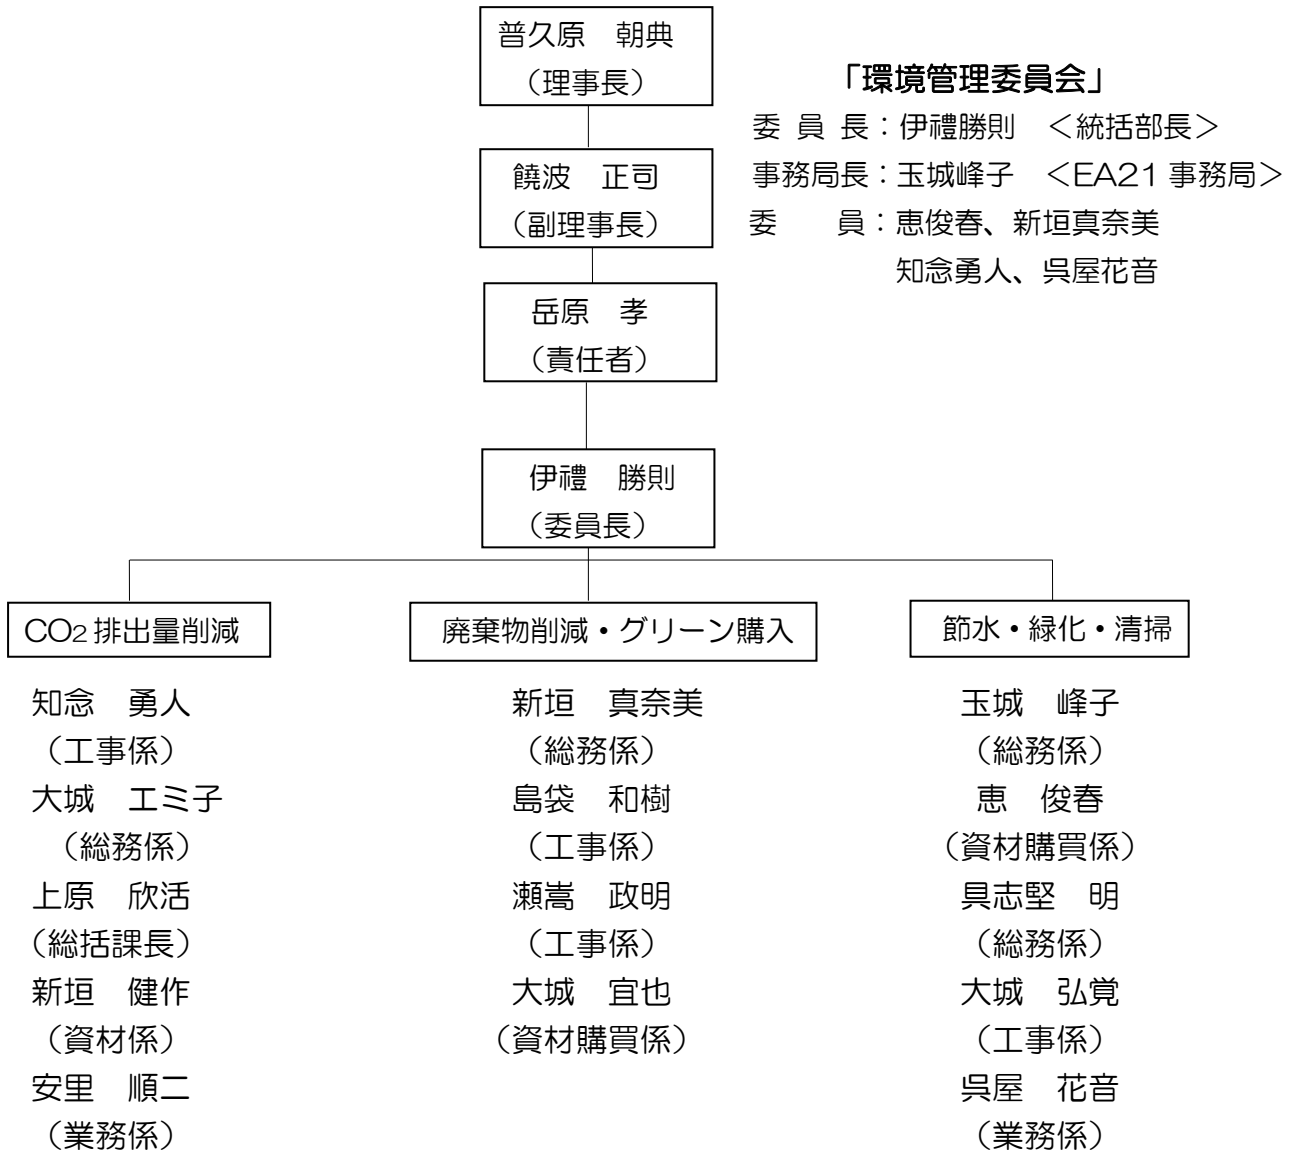 普久原　朝典
（理事長）
饒波　正司
（副理事長）
岳原　孝
（責任者）
伊禮　勝則
（委員長）
「環境管理委員会」
委 員 長：伊禮勝則　＜統括部長＞
事務局長：玉城峰子　＜EA21 事務局＞
委　　員：恵俊春、新垣真奈美
知念勇人、呉屋花音
CO2 排出量削減
知念　勇人
（工事係）
大城　エミ子
（総務係）
上原　欣活
（総括課長）
新垣　健作
（資材係）
安里　順二
（業務係）
廃棄物削減・グリーン購入
新垣　真奈美
（総務係）
島袋　和樹
（工事係）
瀬嵩　政明
（工事係）
大城　宜也
（資材購買係）
節水・緑化・清掃
玉城　峰子
（総務係）
恵　俊春
（資材購買係）
具志堅　明
（総務係）
大城　弘覚
（工事係）
呉屋　花音
（業務係）